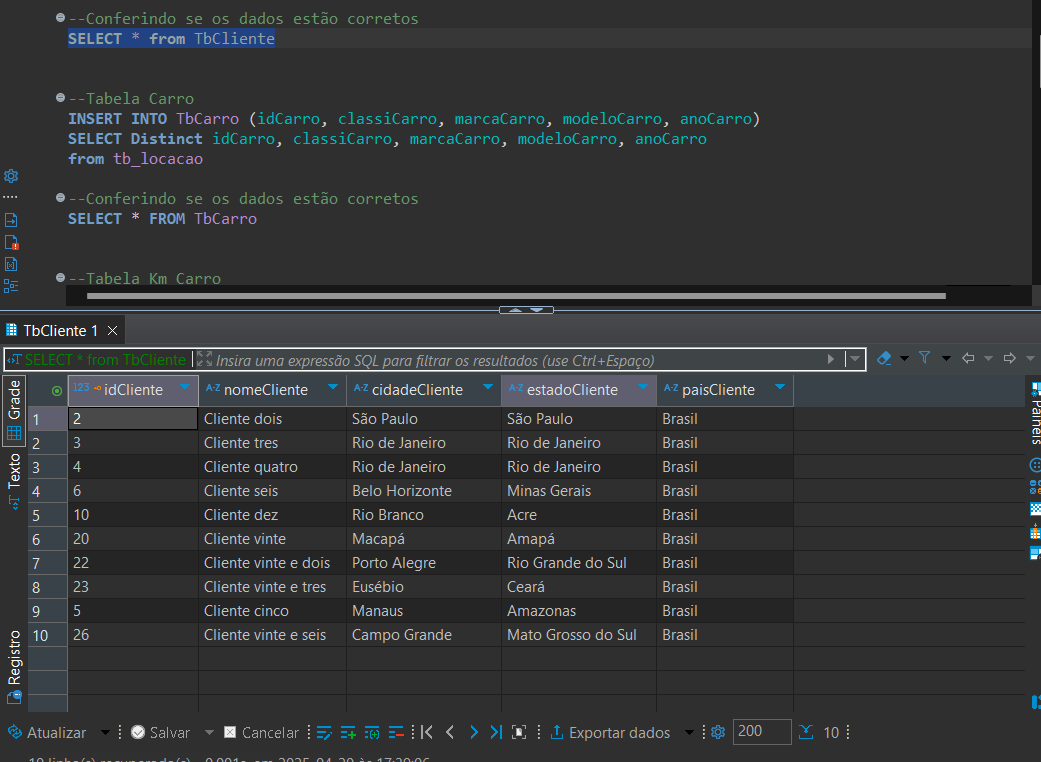 --Conferindo se os dados estão corretos
SELECT * from TbCliente
--Tabela Carro
INSERT INTO TbCarro (idCarro, classiCarro, marcaCarro, modeloCarro, anoCarro)
SELECT Distinct idCarro, classiCarro, marcaCarro, modeloCarro, anoCarro
from tb_locacao
--Conferindo se os dados estão corretos
SELECT * FROM TbCarro
--Tabela Km Carro
TbCliente 1
SELECT * from TbCliente Insira uma expressão SQL para filtrar os resultados (use Ctrl+Espaço)
Grade
Texto
Registro
Painéis
123 idCliente A-Z nomeCliente A-Z cidadeCliente A-Z estadoCliente A-Z paisCliente
1 2 Cliente dois São Paulo São Paulo Brasil
2 3 Cliente tres Rio de Janeiro Rio de Janeiro Brasil
3 4 Cliente quatro Rio de Janeiro Rio de Janeiro Brasil
4 6 Cliente seis Belo Horizonte Minas Gerais Brasil
5 10 Cliente dez Rio Branco Acre Brasil
6 20 Cliente vinte Macapá Amapá Brasil
7 22 Cliente vinte e dois Porto Alegre Rio Grande do Sul Brasil
8 23 Cliente vinte e tres Eusébio Ceará Brasil
9 5 Cliente cinco Manaus Amazonas Brasil
10 26 Cliente vinte e seis Campo Grande Mato Grosso do Sul Brasil
Atualizar Salvar Cancelar Exportar dados 200 10